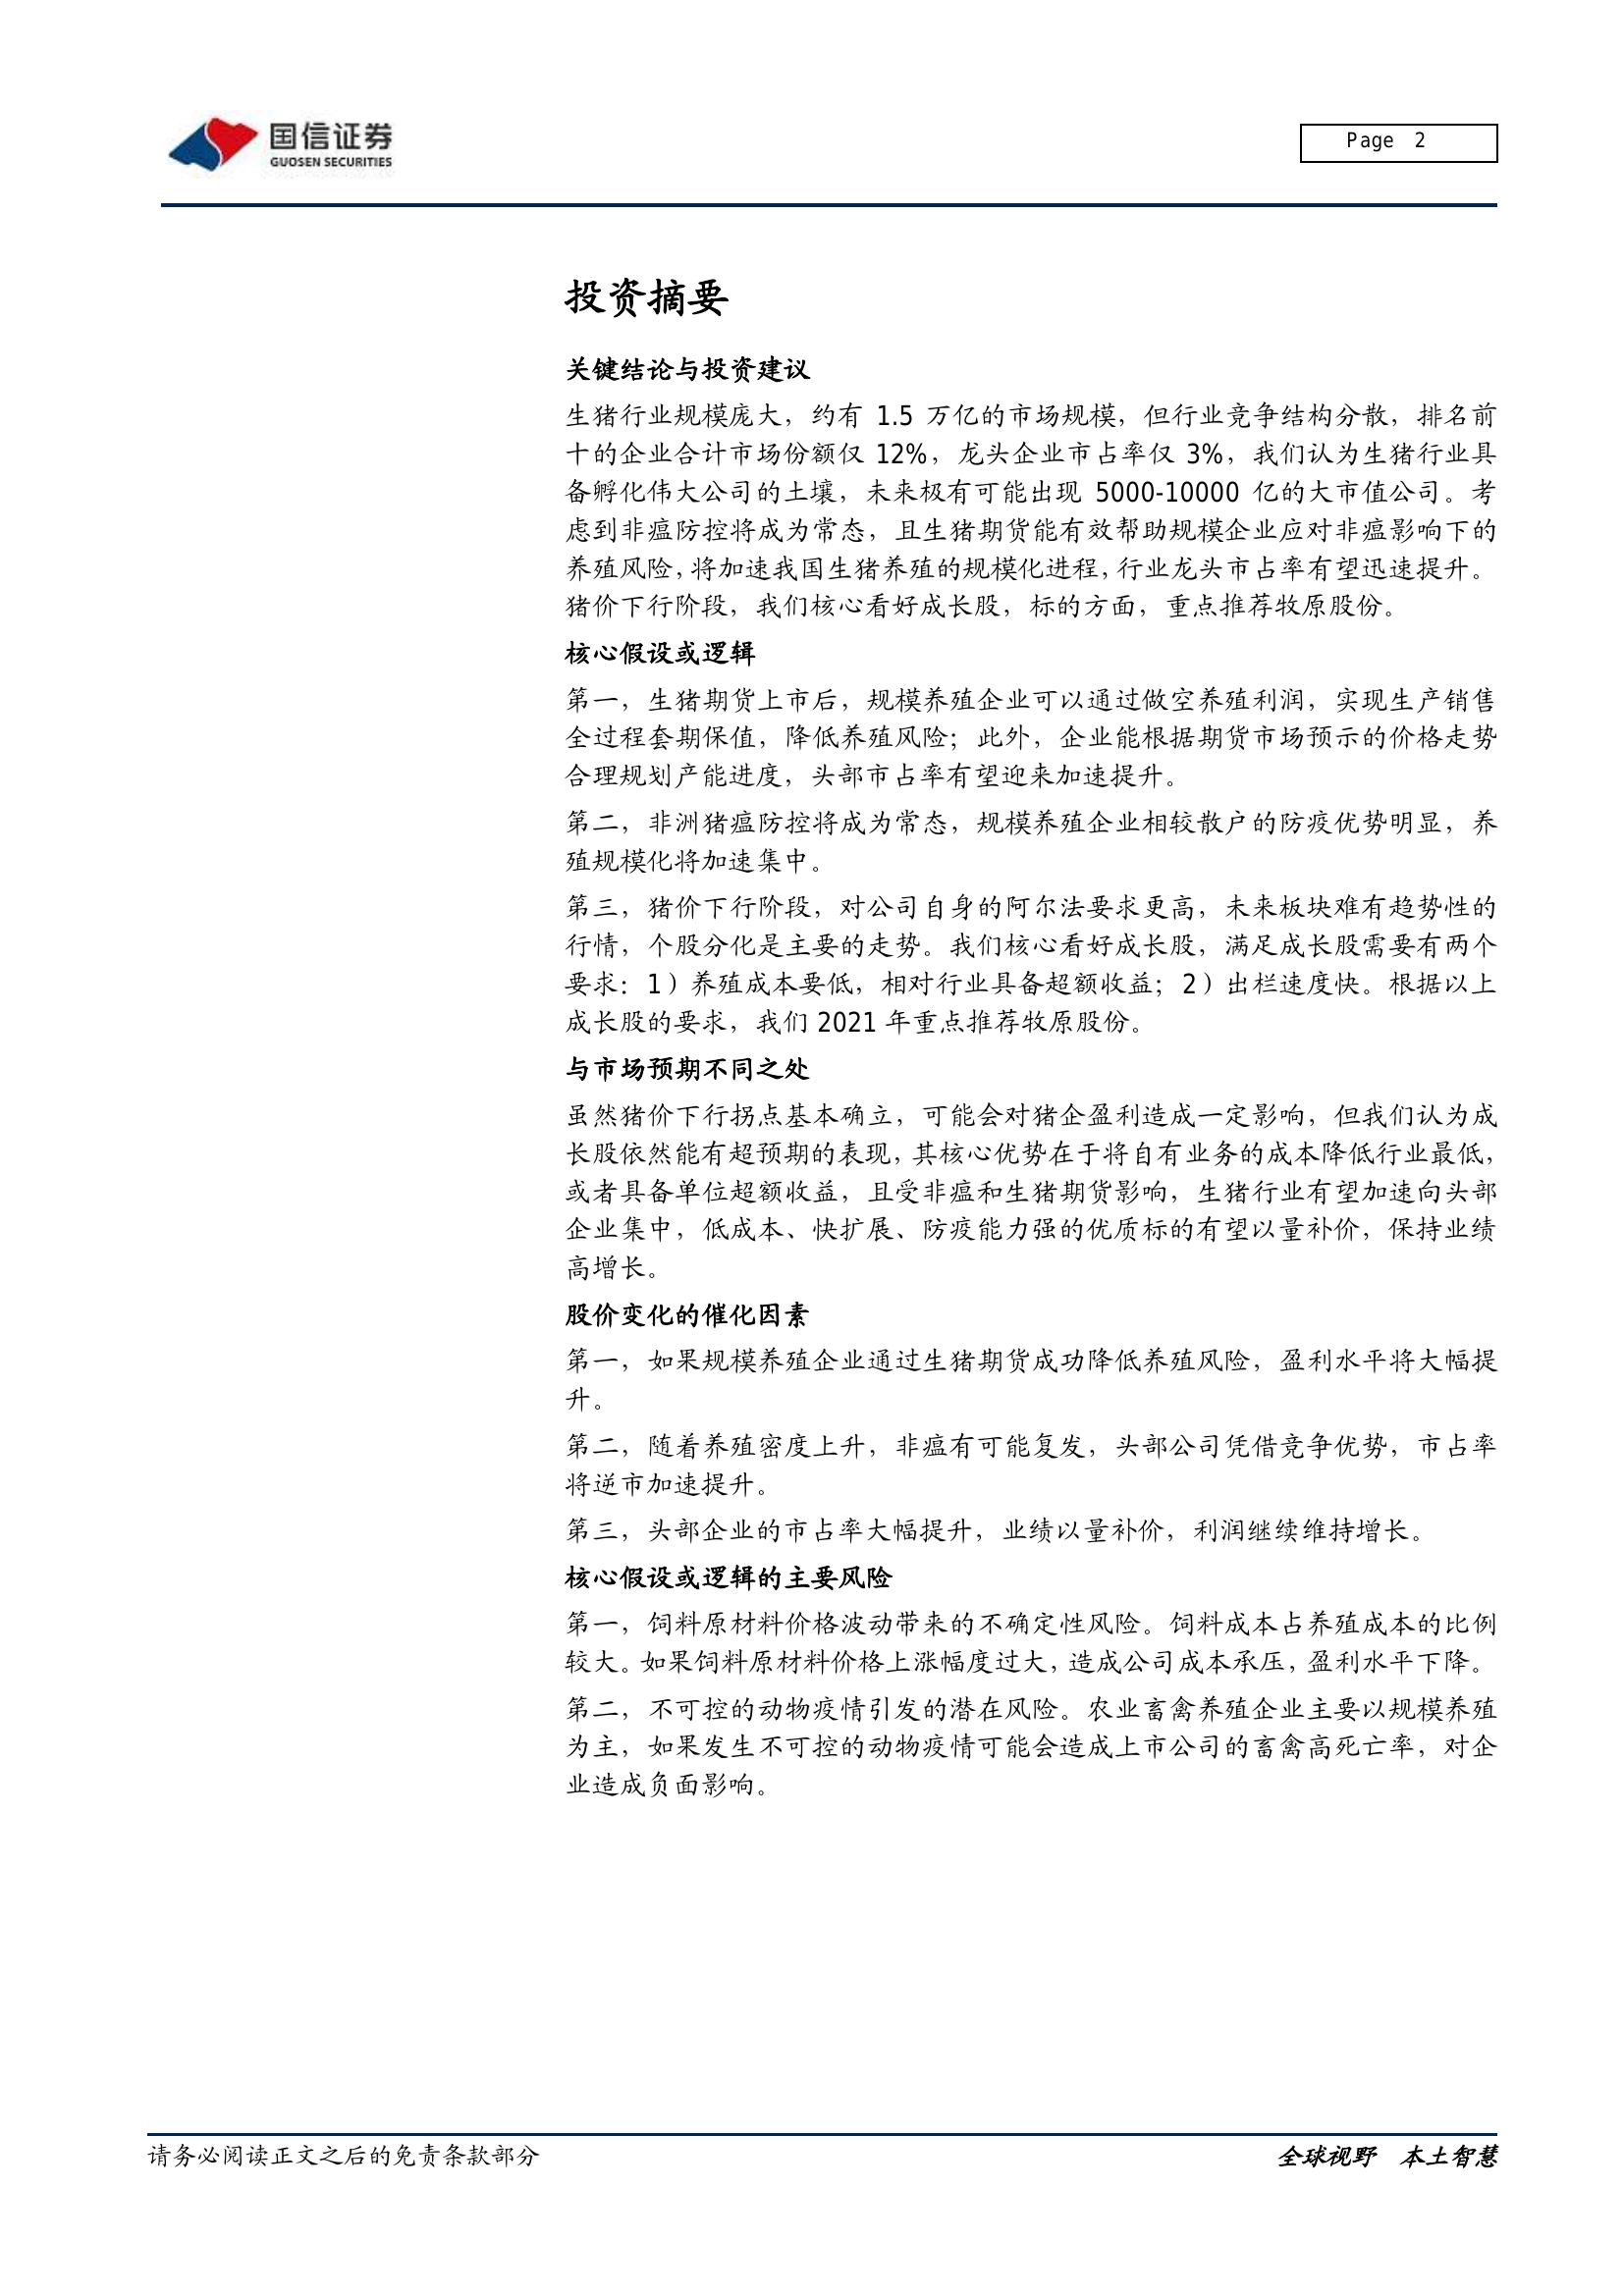 国信证券
GUOSEN SECURITIES
Page 2
投资摘要
关键结论与投资建议
生猪行业规模庞大，约有 1.5 万亿的市场规模，但行业竞争结构分散，排名前
十的企业合计市场份额仅 12%，龙头企业市占率仅 3%，我们认为生猪行业具
备孵化伟大公司的土壤，未来极有可能出现 5000-10000 亿的大市值公司。考
虑到非瘟防控将成为常态，且生猪期货能有效帮助规模企业应对非瘟影响下的
养殖风险，将加速我国生猪养殖的规模化进程，行业龙头市占率有望迅速提升。
猪价下行阶段，我们核心看好成长股，标的方面，重点推荐牧原股份。
核心假设或逻辑
第一，生猪期货上市后，规模养殖企业可以通过做空养殖利润，实现生产销售
全过程套期保值，降低养殖风险；此外，企业能根据期货市场预示的价格走势
合理规划产能进度，头部市占率有望迎来加速提升。
第二，非洲猪瘟防控将成为常态，规模养殖企业相较散户的防疫优势明显，养
殖规模化将加速集中。
第三，猪价下行阶段，对公司自身的阿尔法要求更高，未来板块难有趋势性的
行情，个股分化是主要的走势。我们核心看好成长股，满足成长股需要有两个
要求：1）养殖成本要低，相对行业具备超额收益；2）出栏速度快。根据以上
成长股的要求，我们 2021 年重点推荐牧原股份。
与市场预期不同之处
虽然猪价下行拐点基本确立，可能会对猪企盈利造成一定影响，但我们认为成
长股依然能有超预期的表现，其核心优势在于将自有业务的成本降低行业最低，
或者具备单位超额收益，且受非瘟和生猪期货影响，生猪行业有望加速向头部
企业集中，低成本、快扩展、防疫能力强的优质标的有望以量补价，保持业绩
高增长。
股价变化的催化因素
第一，如果规模养殖企业通过生猪期货成功降低养殖风险，盈利水平将大幅提
升。
第二，随着养殖密度上升，非瘟有可能复发，头部公司凭借竞争优势，市占率
将逆市加速提升。
第三，头部企业的市占率大幅提升，业绩以量补价，利润继续维持增长。
核心假设或逻辑的主要风险
第一，饲料原材料价格波动带来的不确定性风险。饲料成本占养殖成本的比例
较大。如果饲料原材料价格上涨幅度过大，造成公司成本承压，盈利水平下降。
第二，不可控的动物疫情引发的潜在风险。农业畜禽养殖企业主要以规模养殖
为主，如果发生不可控的动物疫情可能会造成上市公司的畜禽高死亡率，对企
业造成负面影响。
请务必阅读正文之后的免责条款部分
全球视野 本土智慧